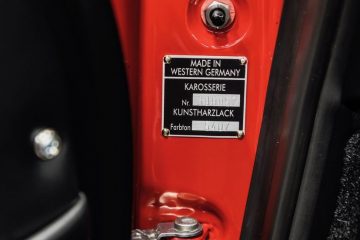 MADE IN
WESTERN GERMANY
KAROSSERIE
Nr.
KUNSTHARZLACK
Farbton